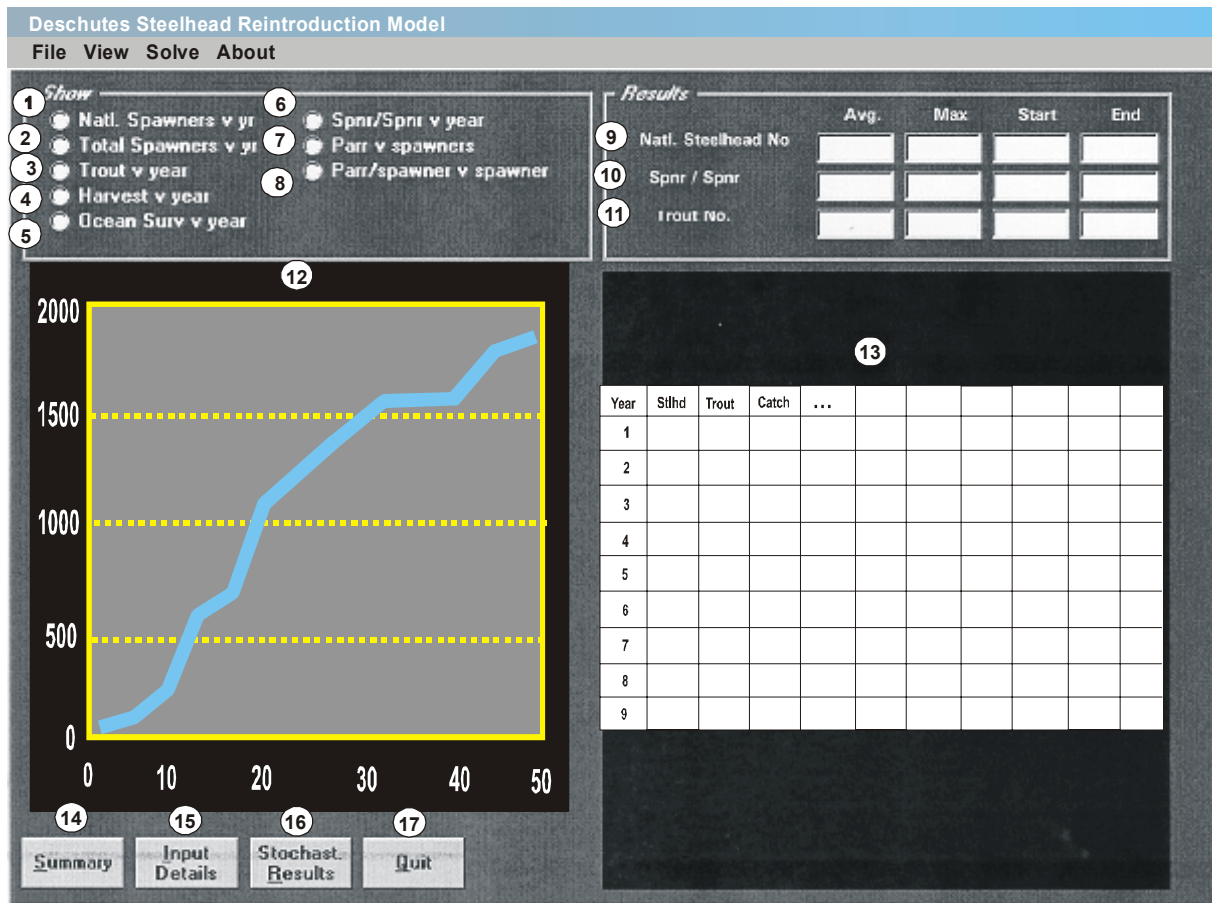 Deschutes Steelhead Reintroduction Model
File View Solve About
Show
1 Natl. Spawners v yr
2 Total Spawners v yr
3 Trout v year
4 Harvest v year
5 Ocean Surv v year
6 Spnr/Spnr v year
7 Parr v spawners
8 Parr/spawner v spawner
Results
Avg. Max Start End
9 Natl. Steelhead No
10 Spnr / Spnr
11 Trout No.
12
2000
1500
1000
500
0
0 10 20 30 40 50
13
Year Stlhd Trout Catch ...
1
2
3
4
5
6
7
8
9
14 Summary
15 Input
Details
16 Stochast.
Results
17 Quit